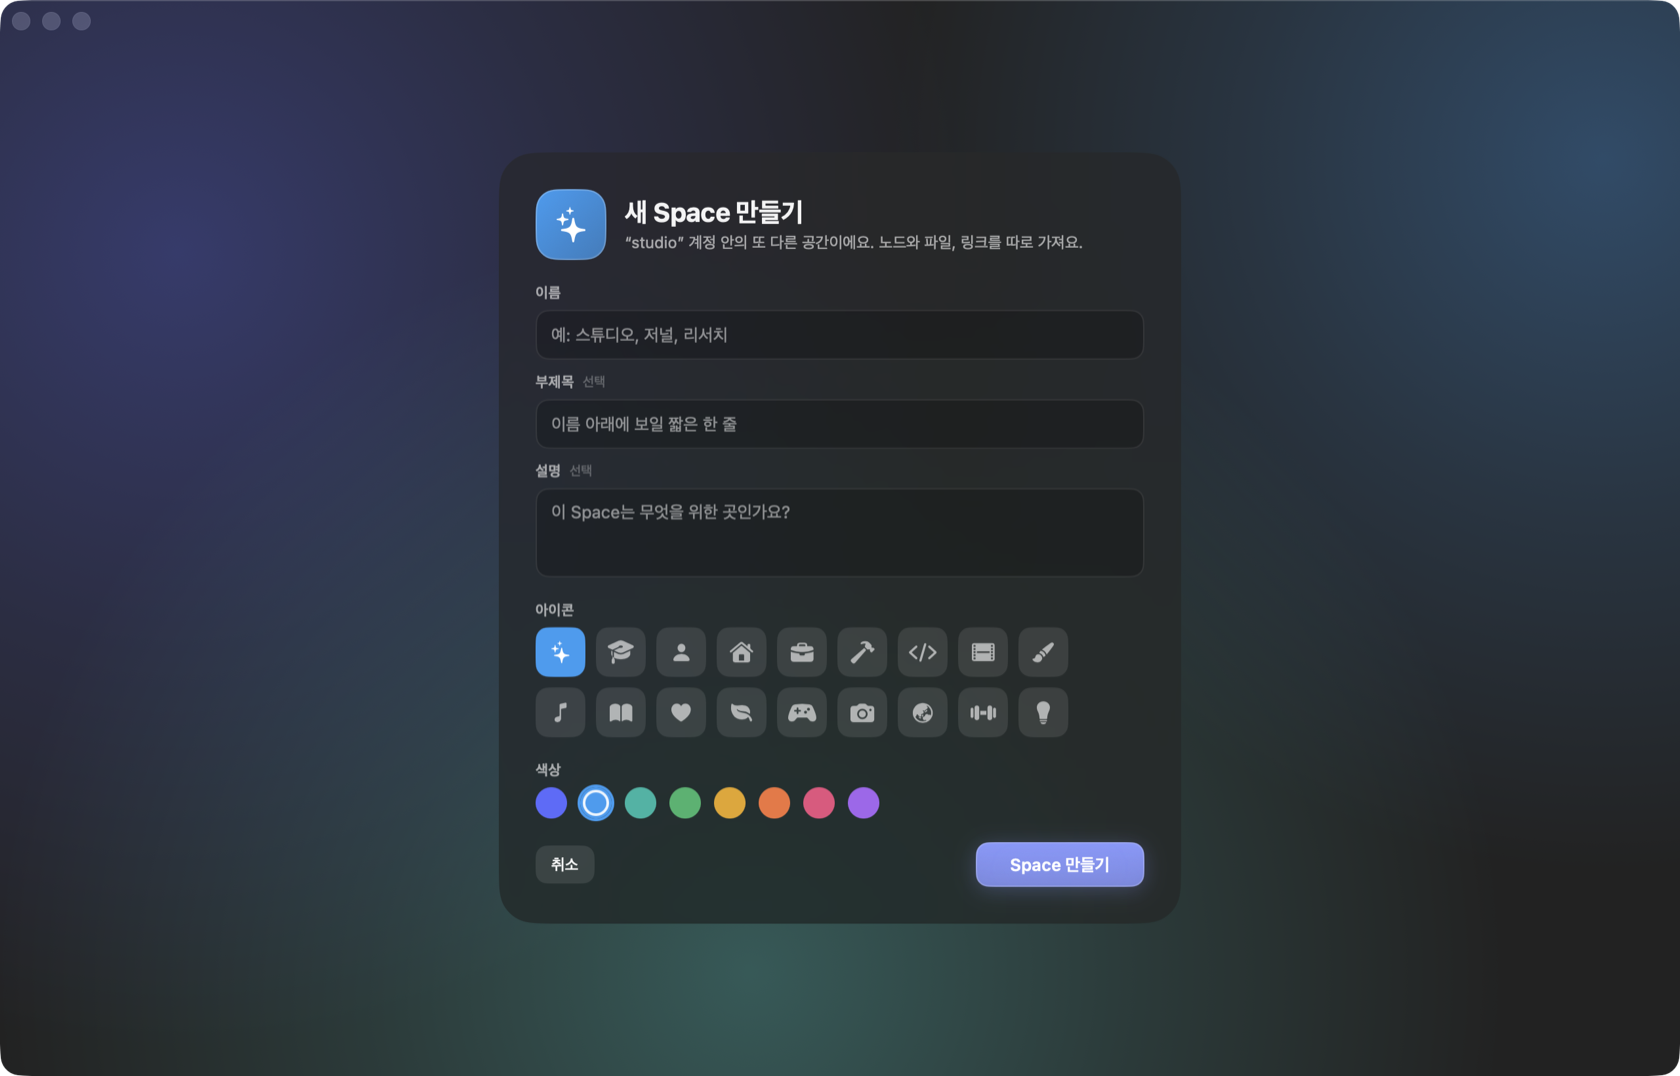 새 Space 만들기
“studio” 계정 안의 또 다른 공간이에요. 노드와 파일, 링크를 따로 가져요.
이름
예: 스튜디오, 저널, 리서치
부제목 선택
이름 아래에 보일 짧은 한 줄
설명 선택
이 Space는 무엇을 위한 곳인가요?
아이콘
색상
취소
Space 만들기